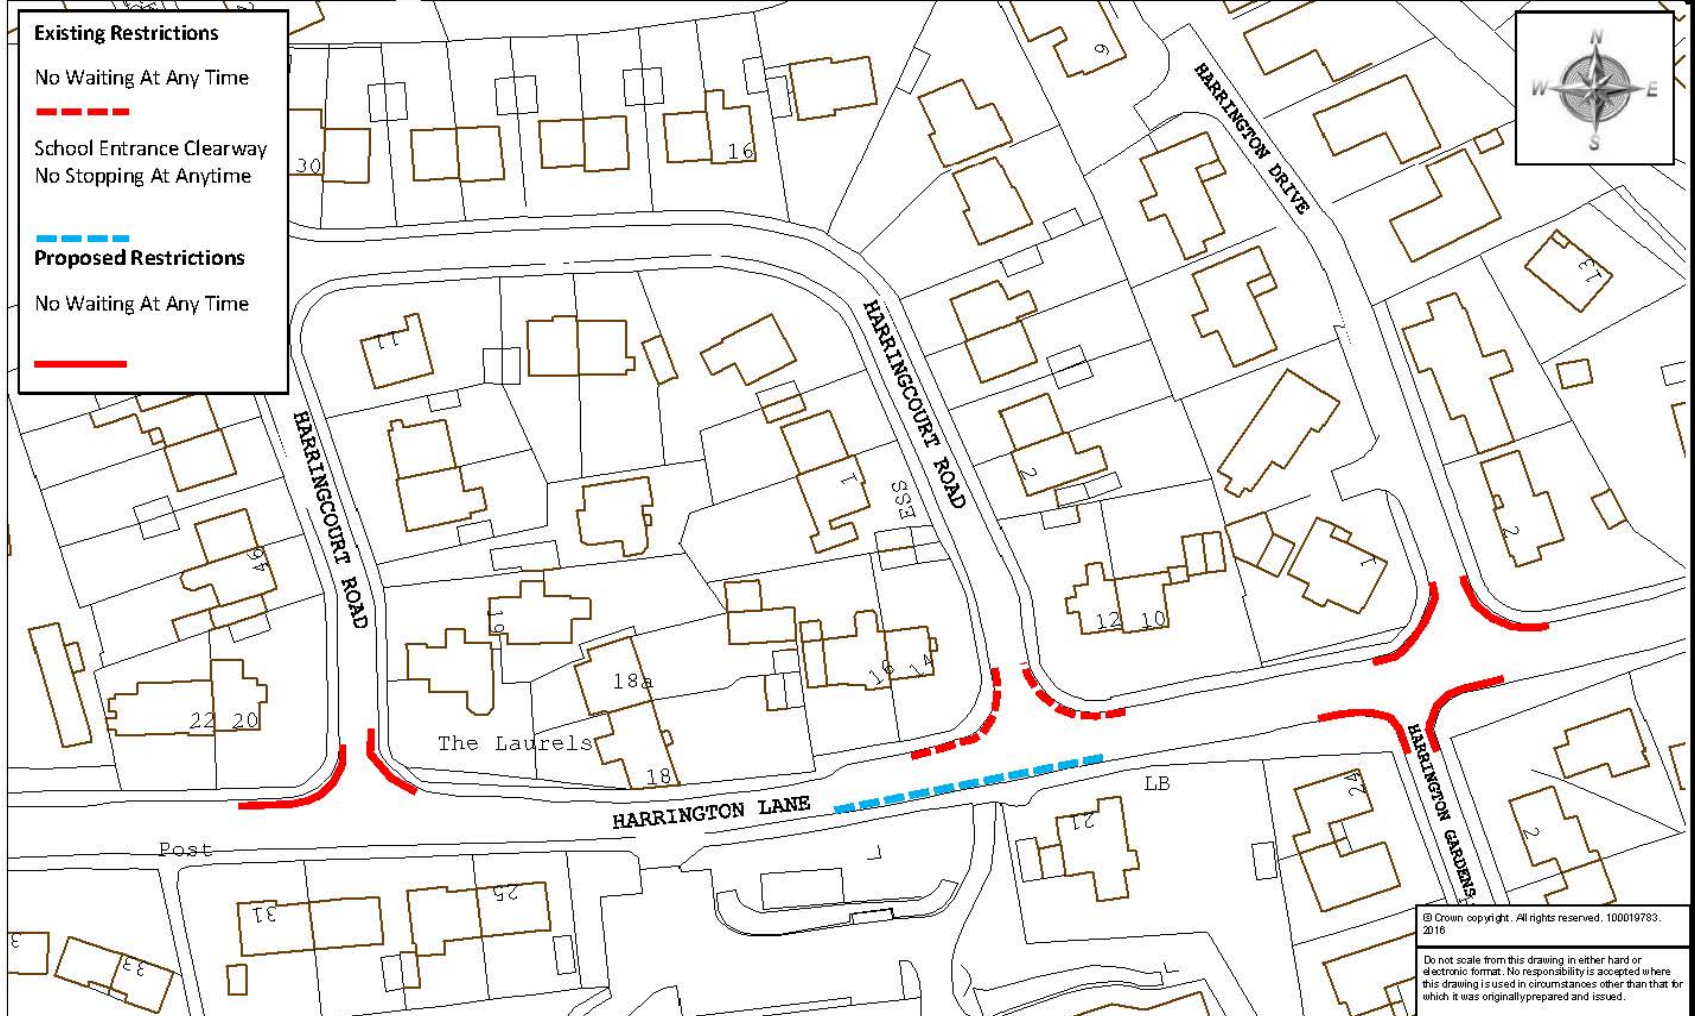 Existing Restrictions
No Waiting At Any Time
School Entrance Clearway
No Stopping At Anytime
Proposed Restrictions
No Waiting At Any Time
N
W
E
S
HARRINGTON DRIVE
9
30
16
13
11
HARRINGCOURT ROAD
HARRINGCOURT ROAD
2
1
ESS
2
1
46
16
12
10
18a
16
14
22
20
The Laurels
18
HARRINGTON LANE
LB
HARRINGTON GARDENS
24
21
2
Post
31
25
3
33
© Crown copyright. All rights reserved. 100019783.
2016
Do not scale from this drawing in either hard or
electronic format. No responsibility is accepted where
this drawing is used in circumstances other than that for
which it was originally prepared and issued.